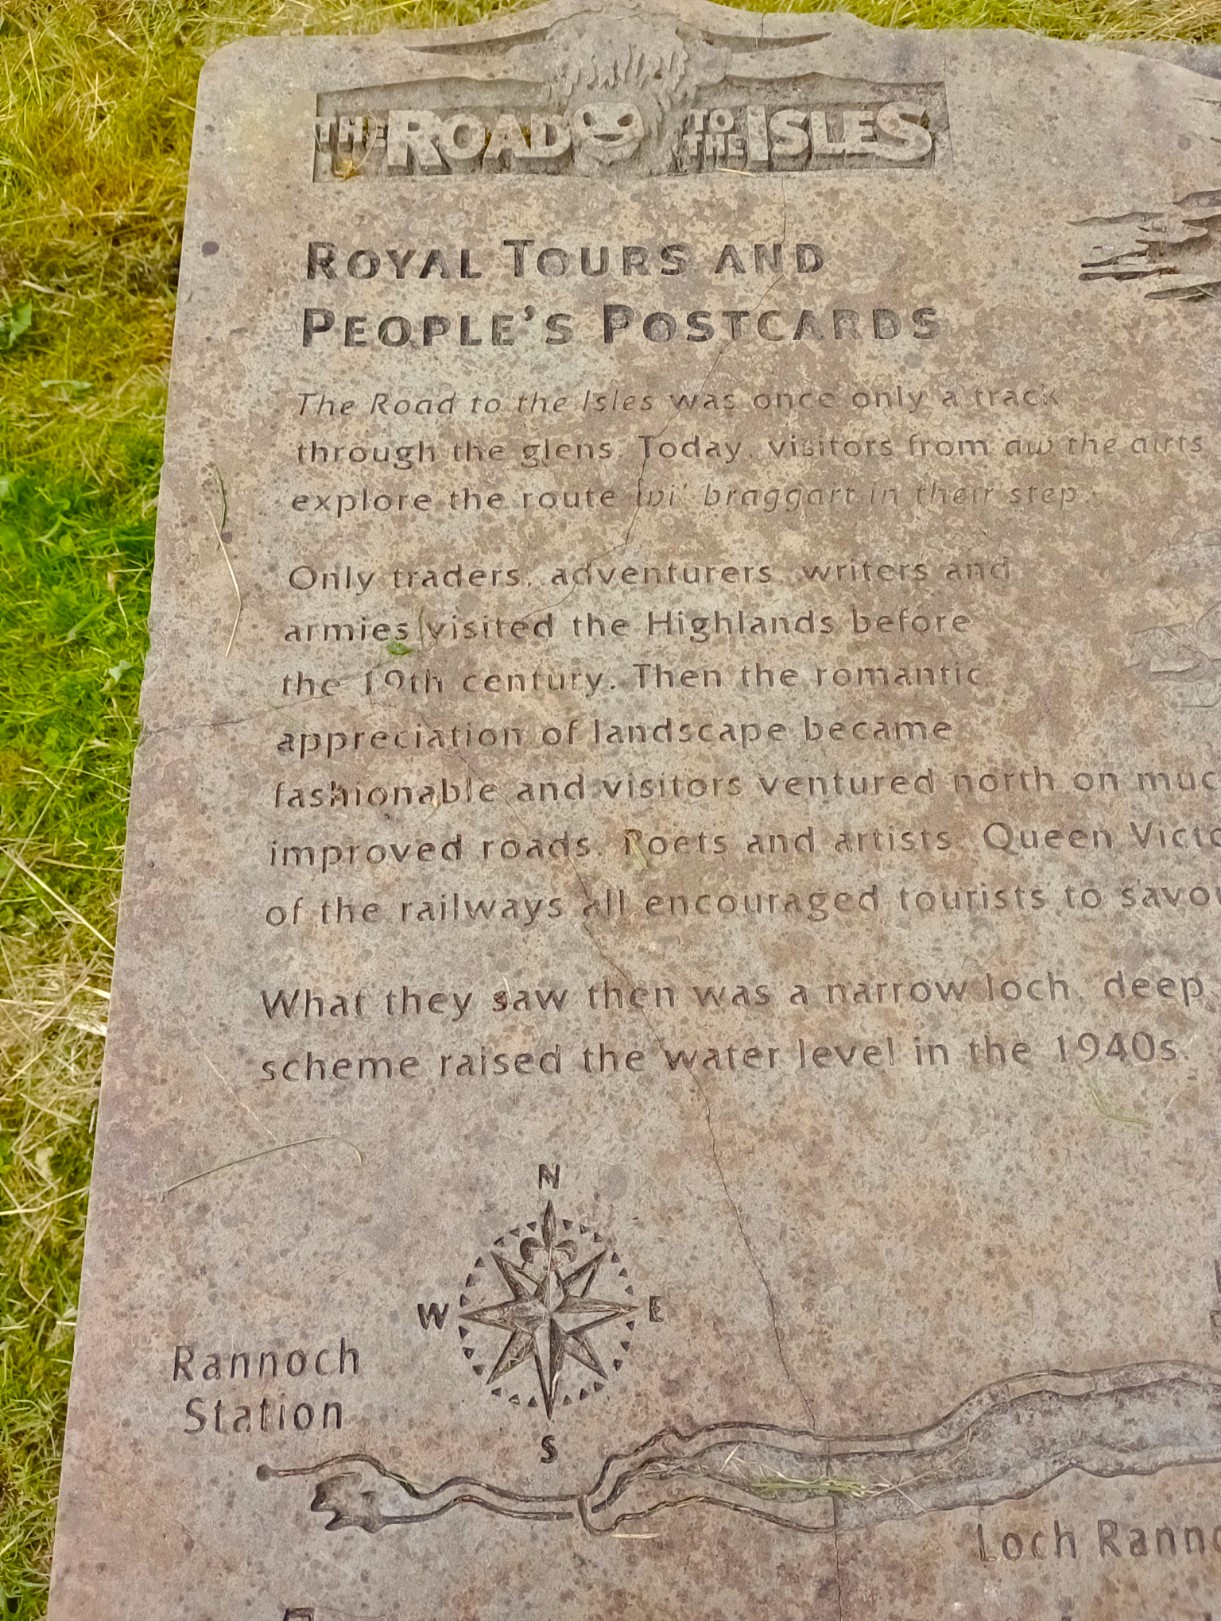 THE ROAD TO THE ISLES
ROYAL TOURS AND
PEOPLE'S POSTCARDS
The Road to the Isles was once only a track
through the glens. Today, visitors from aw the airts
explore the route wi' braggart in their step.
Only traders, adventurers, writers and
armies visited the Highlands before
the 19th century. Then the romantic
appreciation of landscape became
fashionable and visitors ventured north on muc
improved roads. Poets and artists, Queen Victo
of the railways all encouraged tourists to savou
What they saw then was a narrow loch, deep,
scheme raised the water level in the 1940s.
N
W E
S
Rannoch
Station
Loch Ranno